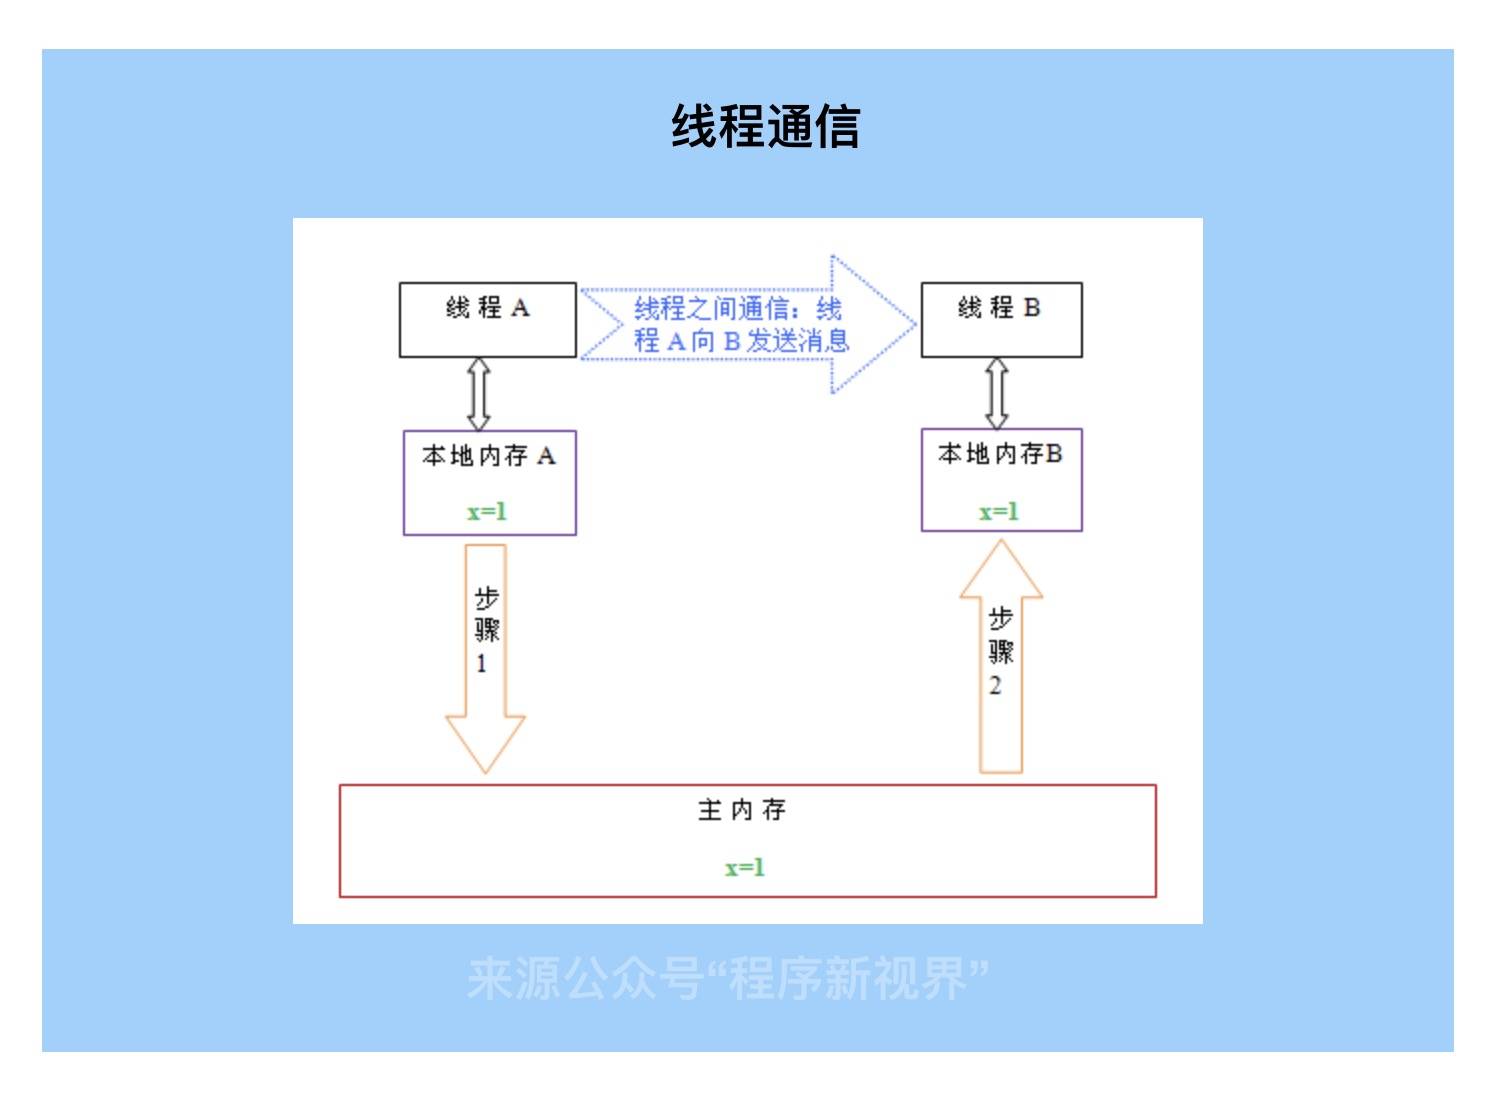 线程通信
线程 A
线程之间通信：线
程 A 向 B 发送消息
线程 B
本地内存 A
x=1
本地内存B
x=1
步
骤
1
步
骤
2
主内存
x=1
来源公众号“程序新视界”